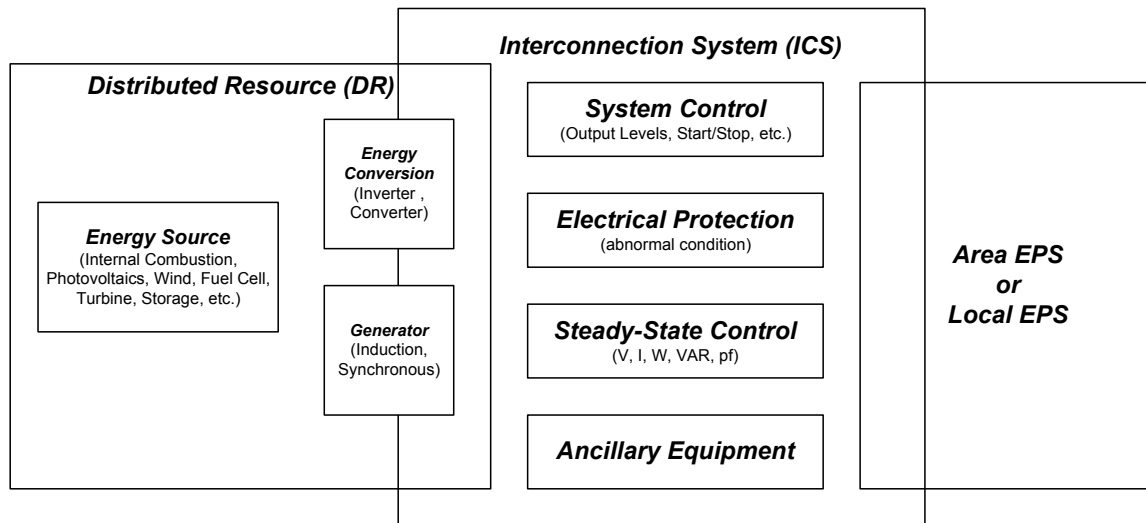 Interconnection System (ICS)
Distributed Resource (DR)
Energy Source
(Internal Combustion,
Photovoltaics, Wind, Fuel Cell,
Turbine, Storage, etc.)
Energy
Conversion
(Inverter ,
Converter)
Generator
(Induction,
Synchronous)
System Control
(Output Levels, Start/Stop, etc.)
Electrical Protection
(abnormal condition)
Steady-State Control
(V, I, W, VAR, pf)
Ancillary Equipment
Area EPS
or
Local EPS